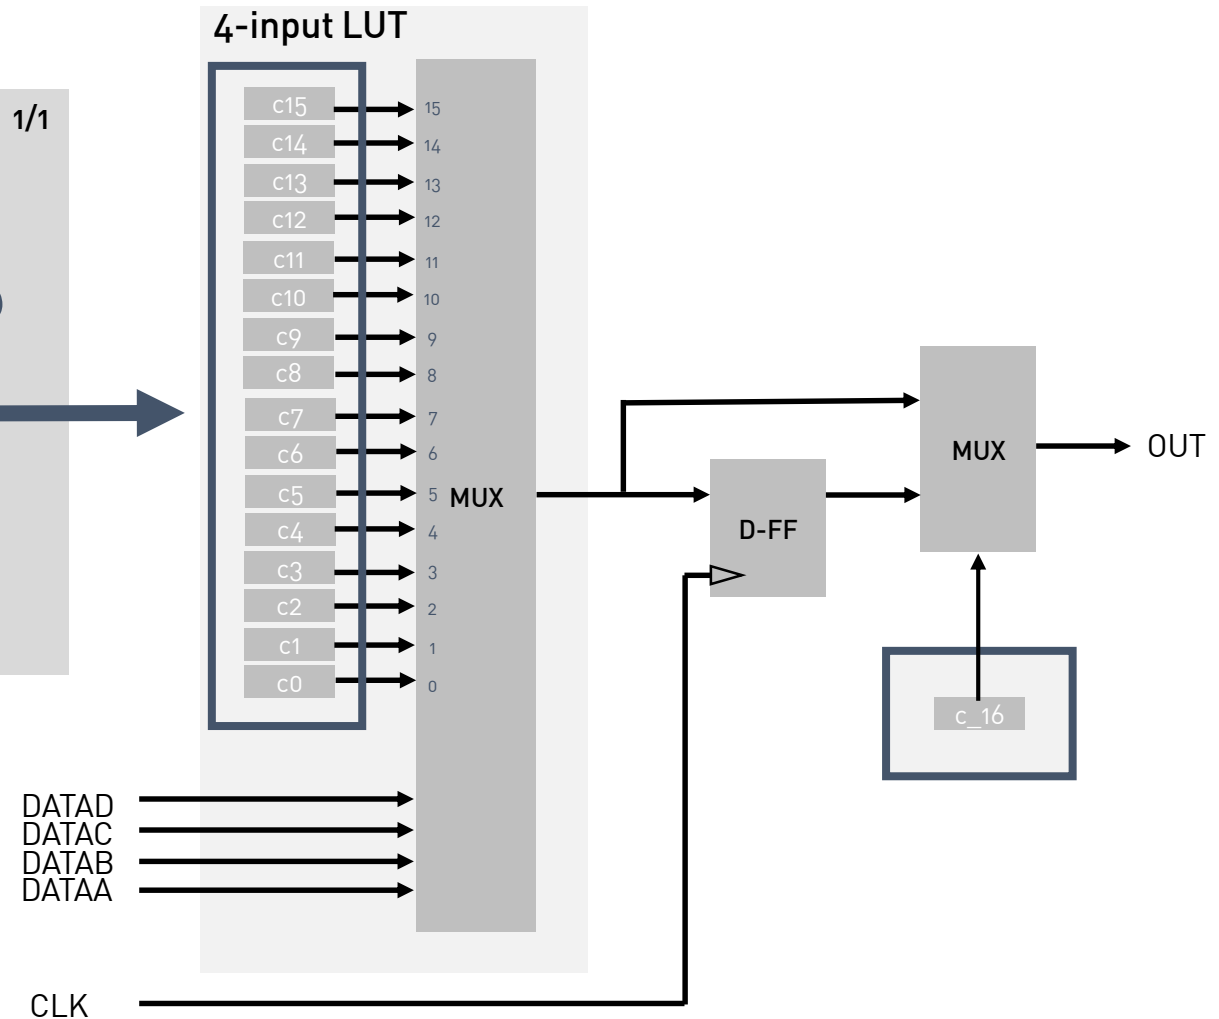 4-input LUT
1/1
c15
15
c14
14
c13
13
c12
12
c11
11
c10
10
c9
9
c8
8
c7
7
c6
6
c5
5
MUX
c4
4
c3
3
c2
2
c1
1
c0
0
D-FF
MUX
OUT
c_16
DATAD
DATAC
DATAB
DATAA
CLK